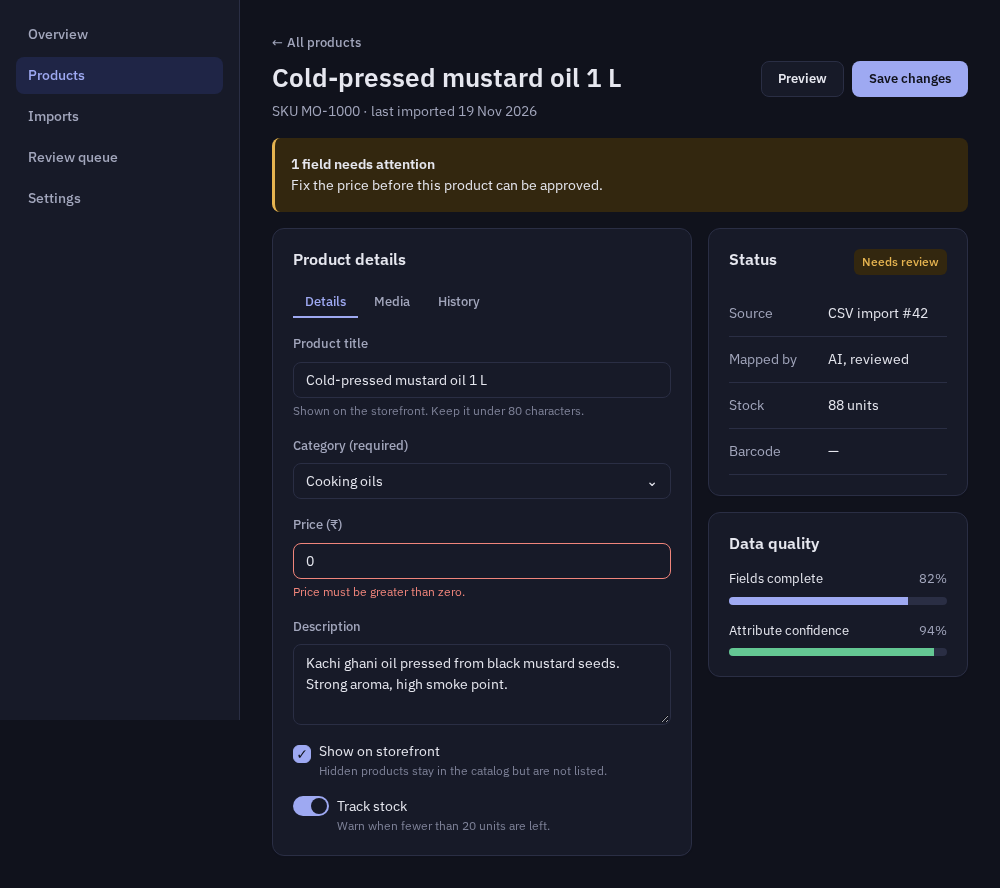 Overview
Products
Imports
Review queue
Settings
← All products
Cold-pressed mustard oil 1 L
SKU MO-1000 · last imported 19 Nov 2026
Preview
Save changes
1 field needs attention
Fix the price before this product can be approved.
Product details
Details
Media
History
Product title
Cold-pressed mustard oil 1 L
Shown on the storefront. Keep it under 80 characters.
Category (required)
Cooking oils
Price (₹)
0
Price must be greater than zero.
Description
Kachi ghani oil pressed from black mustard seeds.
Strong aroma, high smoke point.
Show on storefront
Hidden products stay in the catalog but are not listed.
Track stock
Warn when fewer than 20 units are left.
Status
Needs review
Source CSV import #42
Mapped by AI, reviewed
Stock 88 units
Barcode —
Data quality
Fields complete 82%
Attribute confidence 94%